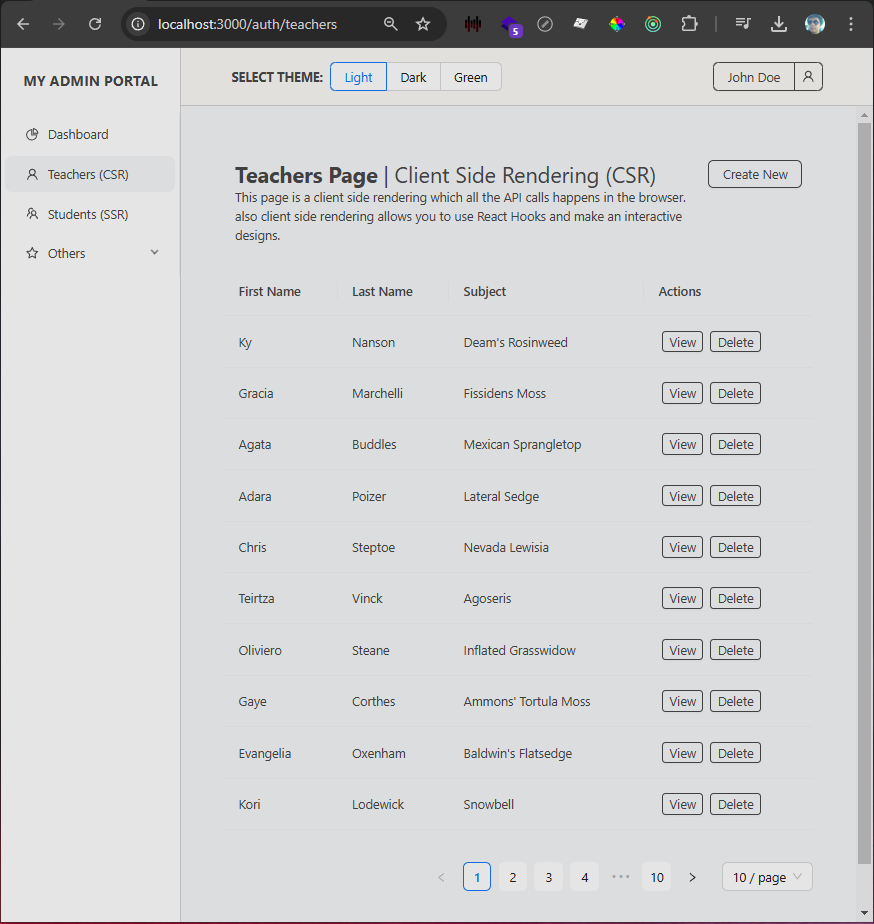 localhost:3000/auth/teachers
5
MY ADMIN PORTAL
SELECT THEME: Light Dark Green
John Doe
Dashboard
Teachers (CSR)
Students (SSR)
Others
Teachers Page | Client Side Rendering (CSR)
Create New
This page is a client side rendering which all the API calls happens in the browser.
also client side rendering allows you to use React Hooks and make an interactive
designs.
First Name Last Name Subject Actions
Ky Nanson Deam's Rosinweed View Delete
Gracia Marchelli Fissidens Moss View Delete
Agata Buddles Mexican Sprangletop View Delete
Adara Poizer Lateral Sedge View Delete
Chris Steptoe Nevada Lewisia View Delete
Teirtza Vinck Agoseris View Delete
Oliviero Steane Inflated Grasswidow View Delete
Gaye Corthes Ammons' Tortula Moss View Delete
Evangelia Oxenham Baldwin's Flatsedge View Delete
Kori Lodewick Snowbell View Delete
< 1 2 3 4 ••• 10 > 10 / page